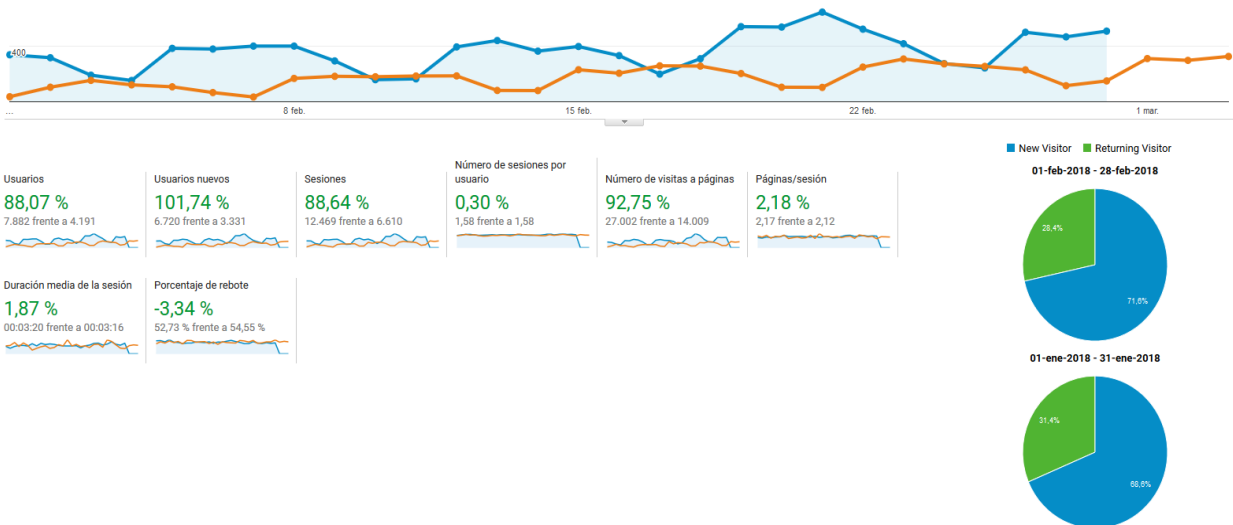 400
...
8 feb.
15 feb.
22 feb.
1 mar.
New Visitor
Returning Visitor
01-feb-2018 - 28-feb-2018
28,4%
71,6%
01-ene-2018 - 31-ene-2018
31,4%
68,6%
Usuarios
88,07 %
7.882 frente a 4.191
Usuarios nuevos
101,74 %
6.720 frente a 3.331
Sesiones
88,64 %
12.469 frente a 6.610
Número de sesiones por
usuario
0,30 %
1,58 frente a 1,58
Número de visitas a páginas
92,75 %
27.002 frente a 14.009
Páginas/sesión
2,18 %
2,17 frente a 2,12
Duración media de la sesión
1,87 %
00:03:20 frente a 00:03:16
Porcentaje de rebote
-3,34 %
52,73 % frente a 54,55 %